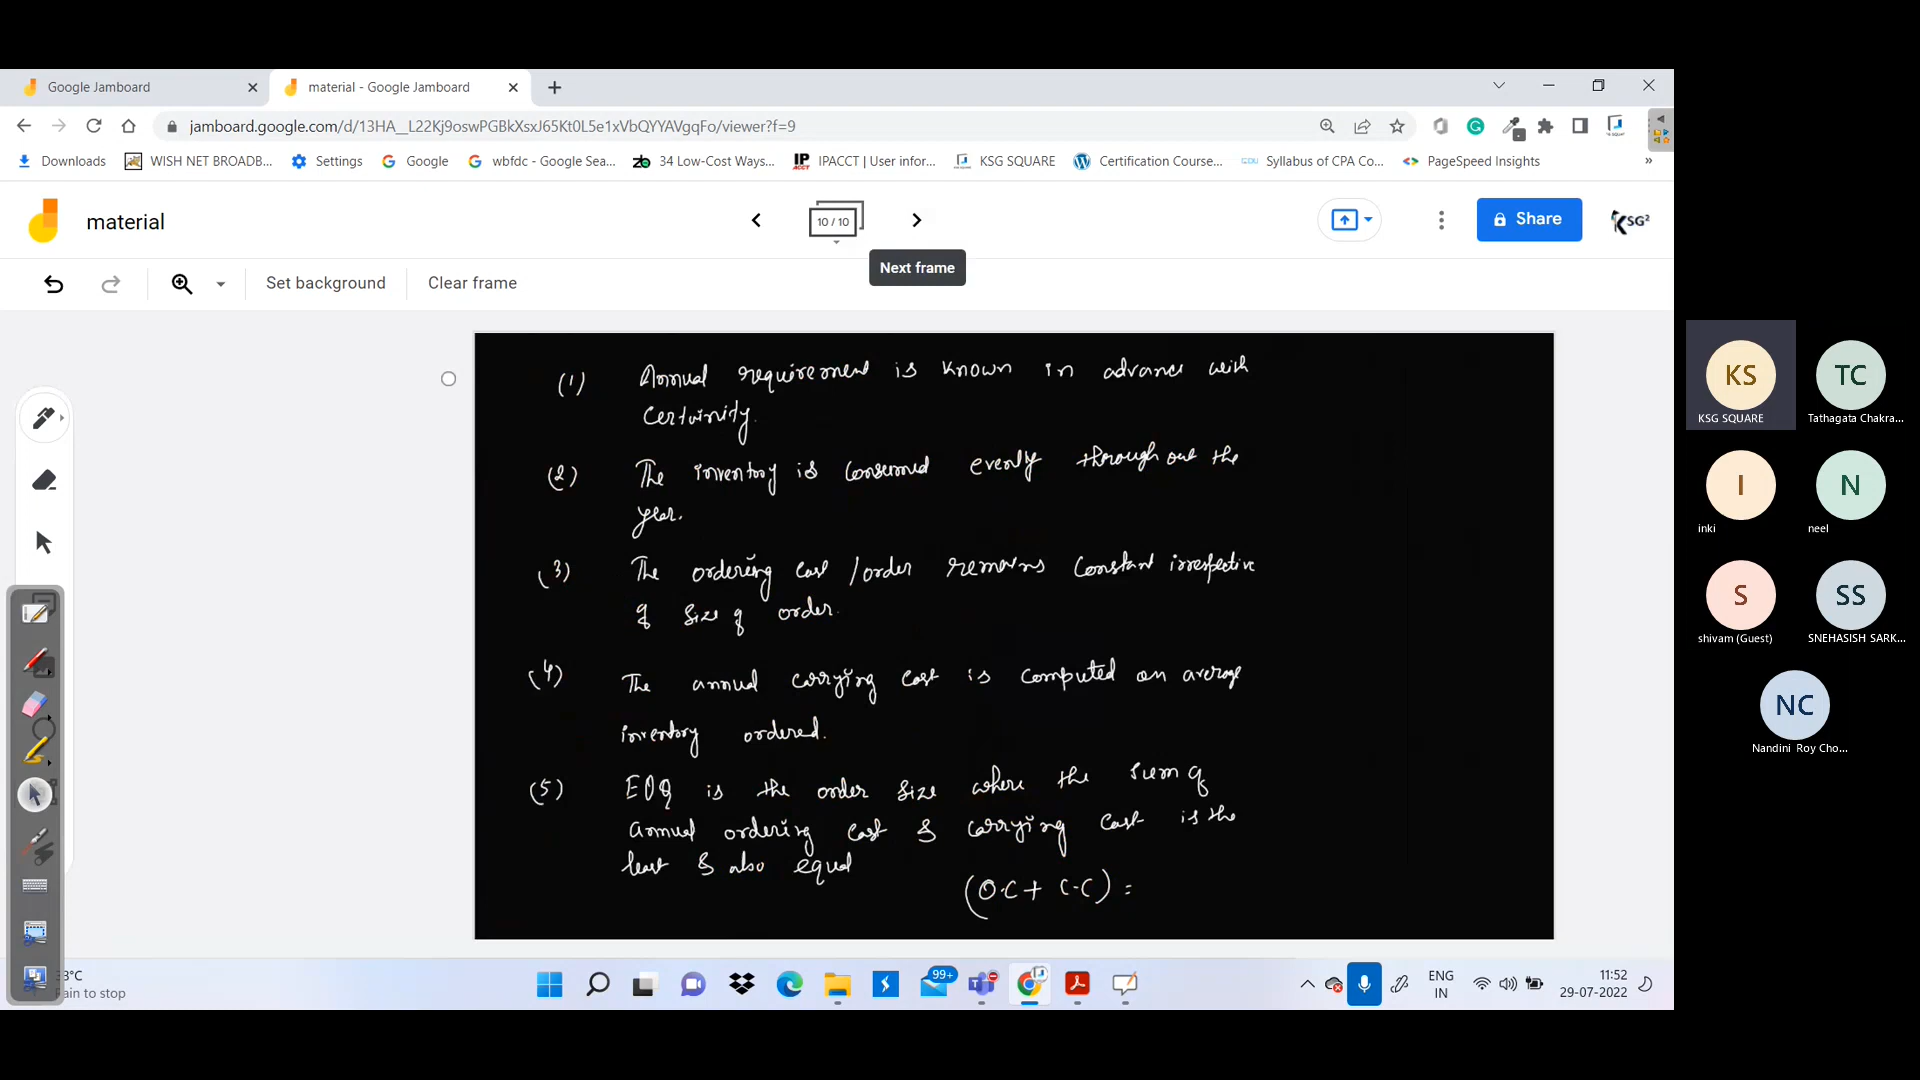 Google Jamboard
material - Google Jamboard
jamboard.google.com/d/13HA__L22Kj9oswPGBkXsxJ65Kt0L5e1xVbQYYAVgqFo/viewer?f=9
Downloads WISH NET BROADB... Settings Google wbfdc - Google Sea... 34 Low-Cost Ways... IPACCT | User infor... KSG SQUARE Certification Course... Syllabus of CPA Co... PageSpeed Insights »
material
10 / 10
Share
KSG²
Next frame
Set background
Clear frame
(1) Annual requirement is known in advance with
Certainity.
(2) The inventory is consumed evenly through out the
year.
(3) The ordering cost /order remains constant irrespective
of size of order.
(4) The annual carrying cost is computed on average
inventory ordered.
(5) EOQ is the order size where the sum of
annual ordering cost & carrying cost is the
least & also equal
(O.C + C.C) =
KS
KSG SQUARE
TC
Tathagata Chakra...
I
inki
N
neel
S
shivam (Guest)
SS
SNEHASISH SARK...
NC
Nandini Roy Cho...
3°C
ain to stop
99+
ENG
IN
11:52
29-07-2022